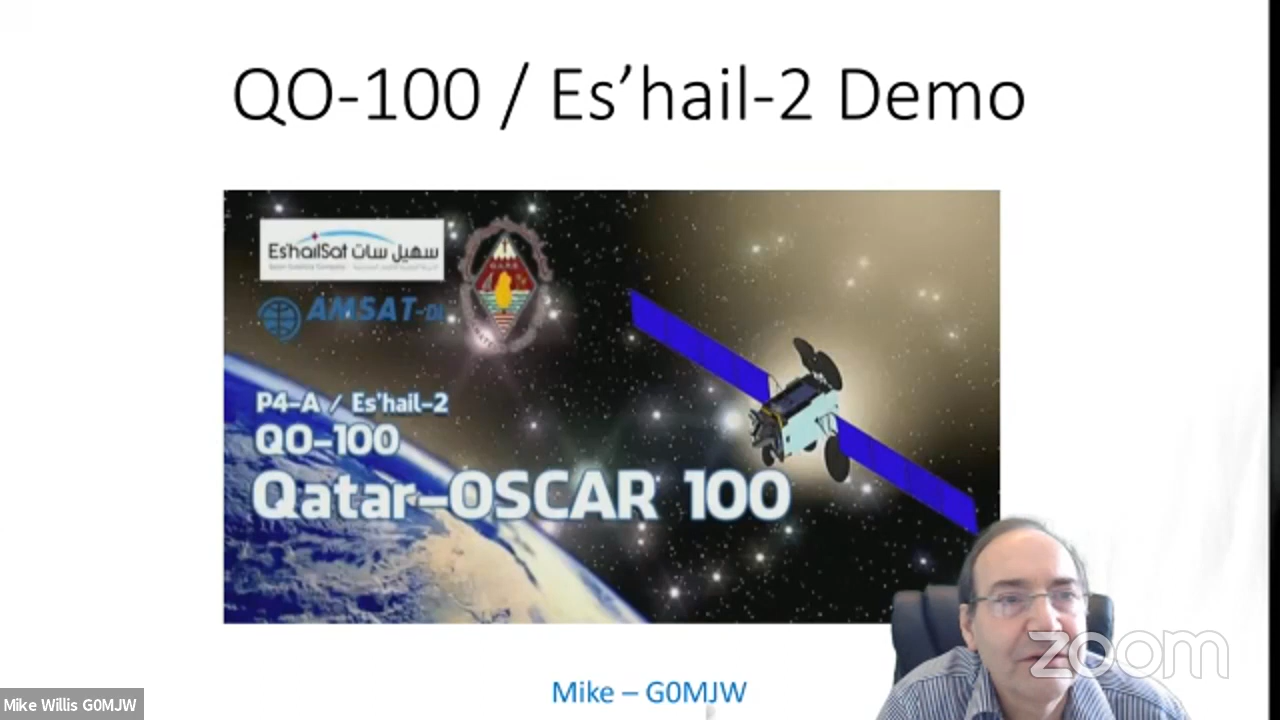 QO-100 / Es’hail-2 Demo
Es'hailSat سهيل سات
AMSAT-DL
P4-A / Es'hail-2
QO-100
Qatar-OSCAR 100
zoom
Mike – G0MJW
Mike Willis G0MJW